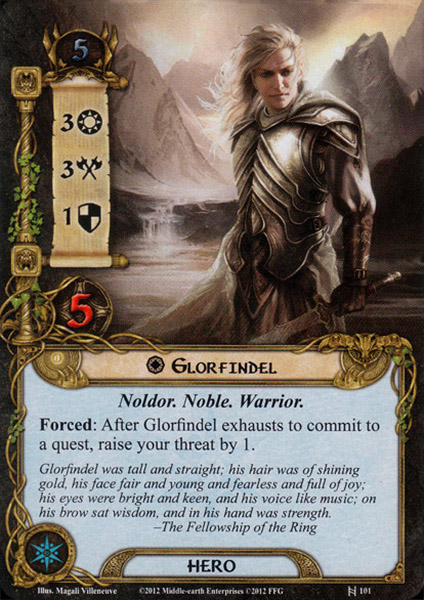 5
3
3
1
5
Glorfindel
Noldor. Noble. Warrior.
Forced: After Glorfindel exhausts to commit to
a quest, raise your threat by 1.
Glorfindel was tall and straight; his hair was of shining
gold, his face fair and young and fearless and full of joy;
his eyes were bright and keen, and his voice like music; on
his brow sat wisdom, and in his hand was strength.
–The Fellowship of the Ring
HERO
Illus. Magali Villeneuve ©2012 Middle-earth Enterprises ©2012 FFG 101